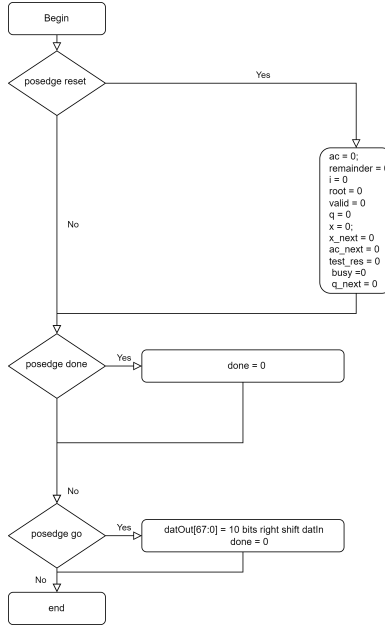 Begin
posedge reset
Yes
ac = 0;
remainder = 0
i = 0
root = 0
valid = 0
q = 0
x = 0;
x_next = 0
ac_next = 0
test_res = 0
busy =0
q_next = 0
No
posedge done
Yes
done = 0
No
posedge go
Yes
datOut[67:0] = 10 bits right shift datIn
done = 0
No
end